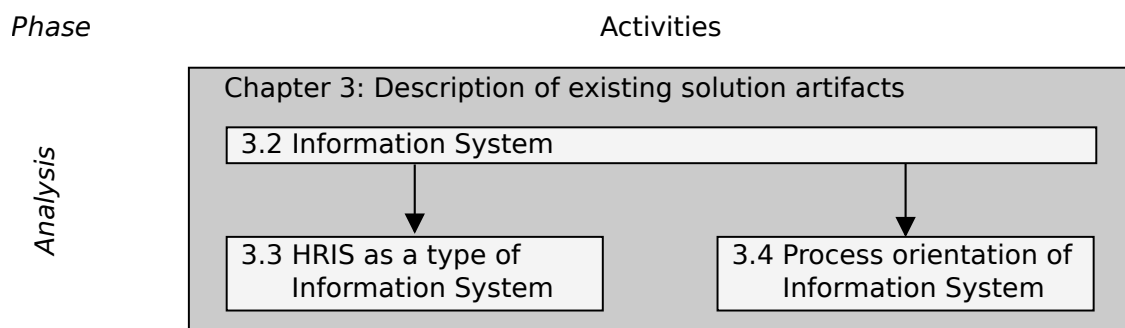 Phase
Activities
Chapter 3: Description of existing solution artifacts
3.2 Information System
Analysis
3.3 HRIS as a type of
Information System
3.4 Process orientation of
Information System